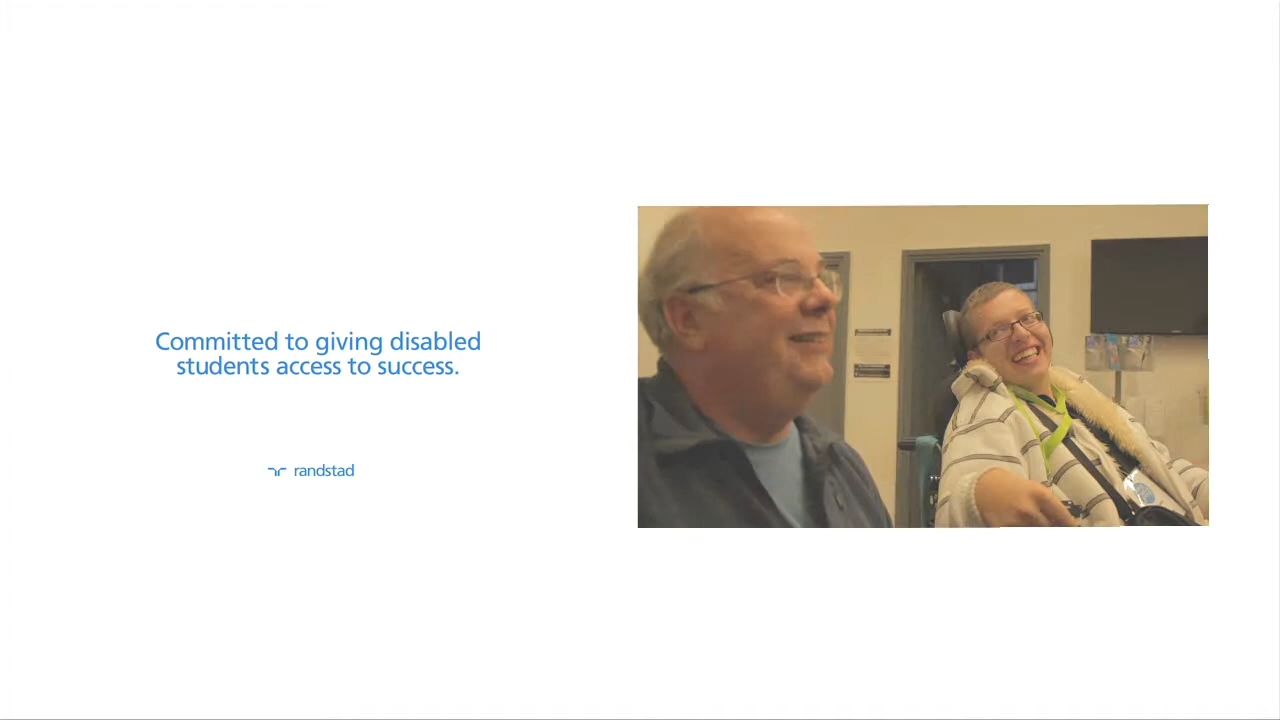 Committed to giving disabled
students access to success.
randstad